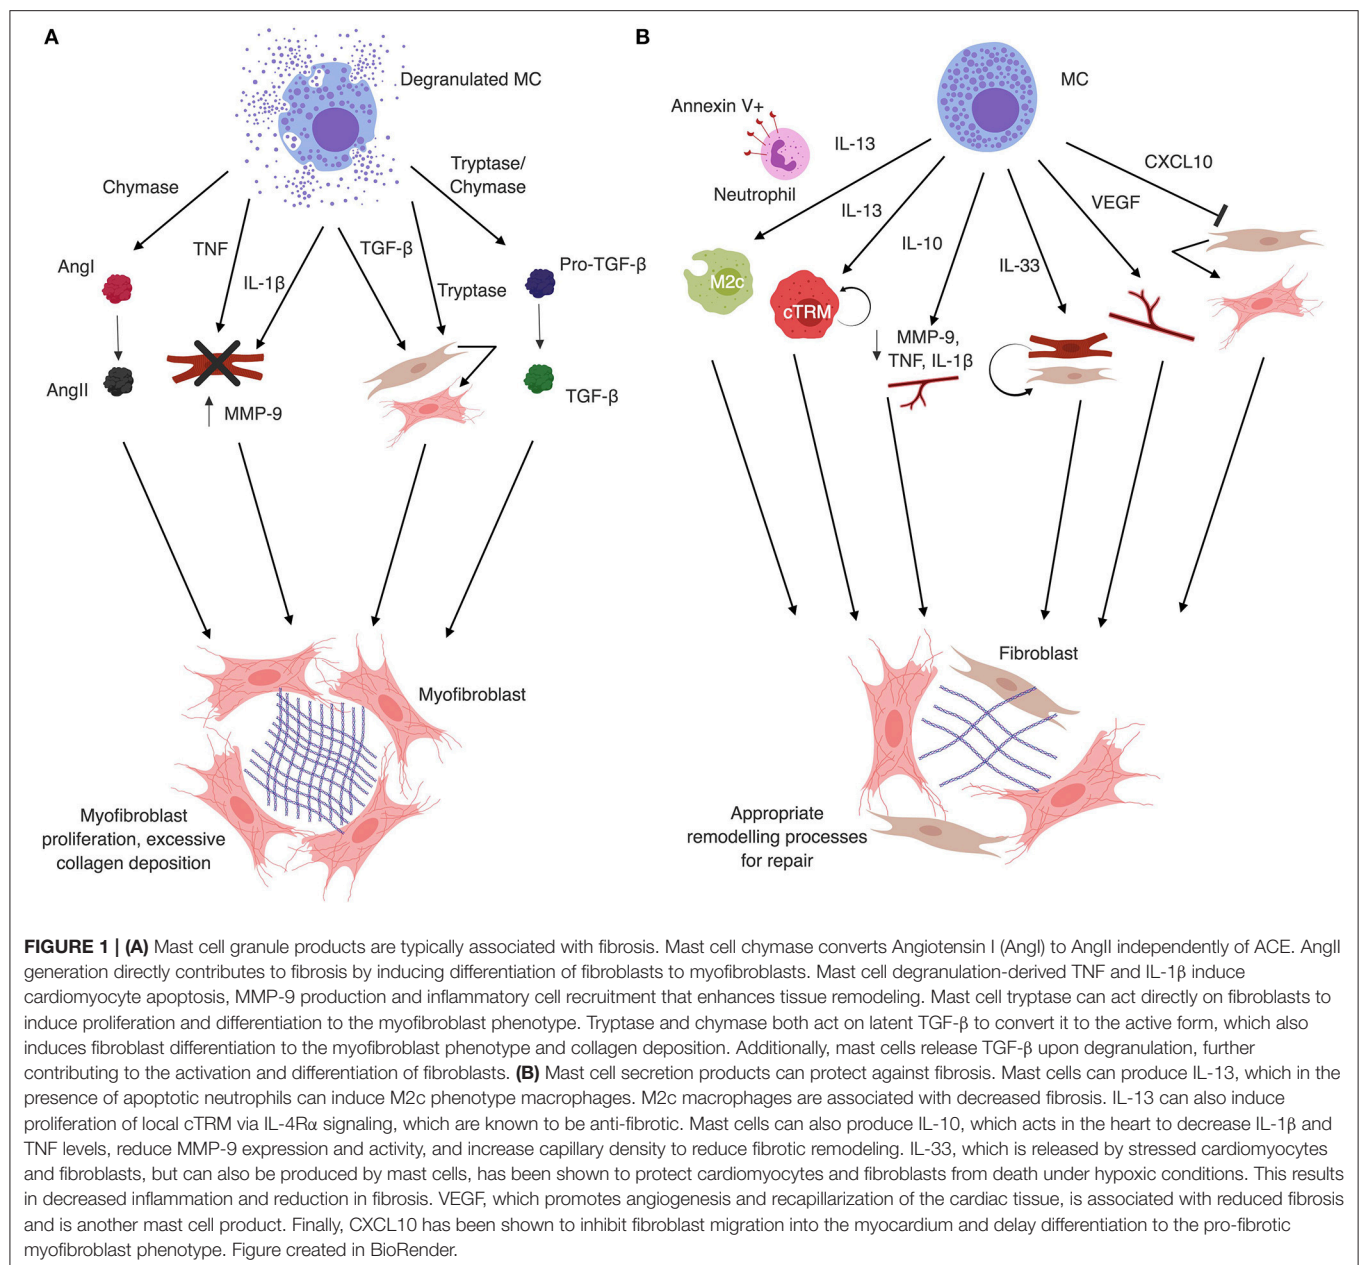 A
Degranulated MC
Chymase
Tryptase/
Chymase
TNF
TGF-β
AngI
IL-1β
Tryptase
Pro-TGF-β
AngII
MMP-9
TGF-β
Myofibroblast
Myofibroblast
proliferation, excessive
collagen deposition
B
MC
Annexin V+
IL-13
CXCL10
Neutrophil
IL-13
VEGF
IL-10
IL-33
M2c
cTRM
MMP-9,
TNF, IL-1β
Fibroblast
Appropriate
remodelling processes
for repair
FIGURE 1 | (A) Mast cell granule products are typically associated with fibrosis. Mast cell chymase converts Angiotensin I (AngI) to AngII independently of ACE. AngII
generation directly contributes to fibrosis by inducing differentiation of fibroblasts to myofibroblasts. Mast cell degranulation-derived TNF and IL-1β induce
cardiomyocyte apoptosis, MMP-9 production and inflammatory cell recruitment that enhances tissue remodeling. Mast cell tryptase can act directly on fibroblasts to
induce proliferation and differentiation to the myofibroblast phenotype. Tryptase and chymase both act on latent TGF-β to convert it to the active form, which also
induces fibroblast differentiation to the myofibroblast phenotype and collagen deposition. Additionally, mast cells release TGF-β upon degranulation, further
contributing to the activation and differentiation of fibroblasts. (B) Mast cell secretion products can protect against fibrosis. Mast cells can produce IL-13, which in the
presence of apoptotic neutrophils can induce M2c phenotype macrophages. M2c macrophages are associated with decreased fibrosis. IL-13 can also induce
proliferation of local cTRM via IL-4Rα signaling, which are known to be anti-fibrotic. Mast cells can also produce IL-10, which acts in the heart to decrease IL-1β and
TNF levels, reduce MMP-9 expression and activity, and increase capillary density to reduce fibrotic remodeling. IL-33, which is released by stressed cardiomyocytes
and fibroblasts, but can also be produced by mast cells, has been shown to protect cardiomyocytes and fibroblasts from death under hypoxic conditions. This results
in decreased inflammation and reduction in fibrosis. VEGF, which promotes angiogenesis and recapillarization of the cardiac tissue, is associated with reduced fibrosis
and is another mast cell product. Finally, CXCL10 has been shown to inhibit fibroblast migration into the myocardium and delay differentiation to the pro-fibrotic
myofibroblast phenotype. Figure created in BioRender.